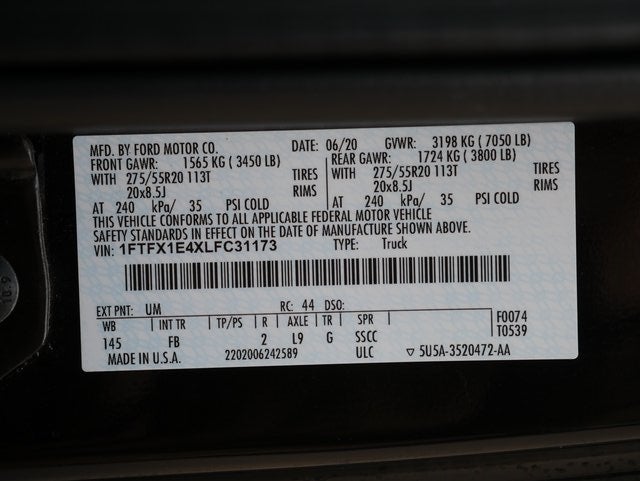 MFD. BY FORD MOTOR CO. DATE: 06/20 GVWR: 3198 KG ( 7050 LB)
FRONT GAWR: 1565 KG ( 3450 LB) REAR GAWR: 1724 KG ( 3800 LB)
WITH 275/55R20 113T TIRES WITH 275/55R20 113T TIRES
20x8.5J RIMS 20x8.5J RIMS
AT 240 kPa/ 35 PSI COLD AT 240 kPa/ 35 PSI COLD
THIS VEHICLE CONFORMS TO ALL APPLICABLE FEDERAL MOTOR VEHICLE
SAFETY STANDARDS IN EFFECT ON THE DATE OF MANUFACTURE SHOWN ABOVE.
VIN: 1FTFX1E4XLFC31173 TYPE: Truck
EXT PNT: UM RC: 44 DSO:
WB INT TR TP/PS R AXLE TR SPR F0074
145 FB 2 L9 G SSCC T0539
MADE IN U.S.A. 2202006242589 ULC ▽ 5U5A-3520472-AA